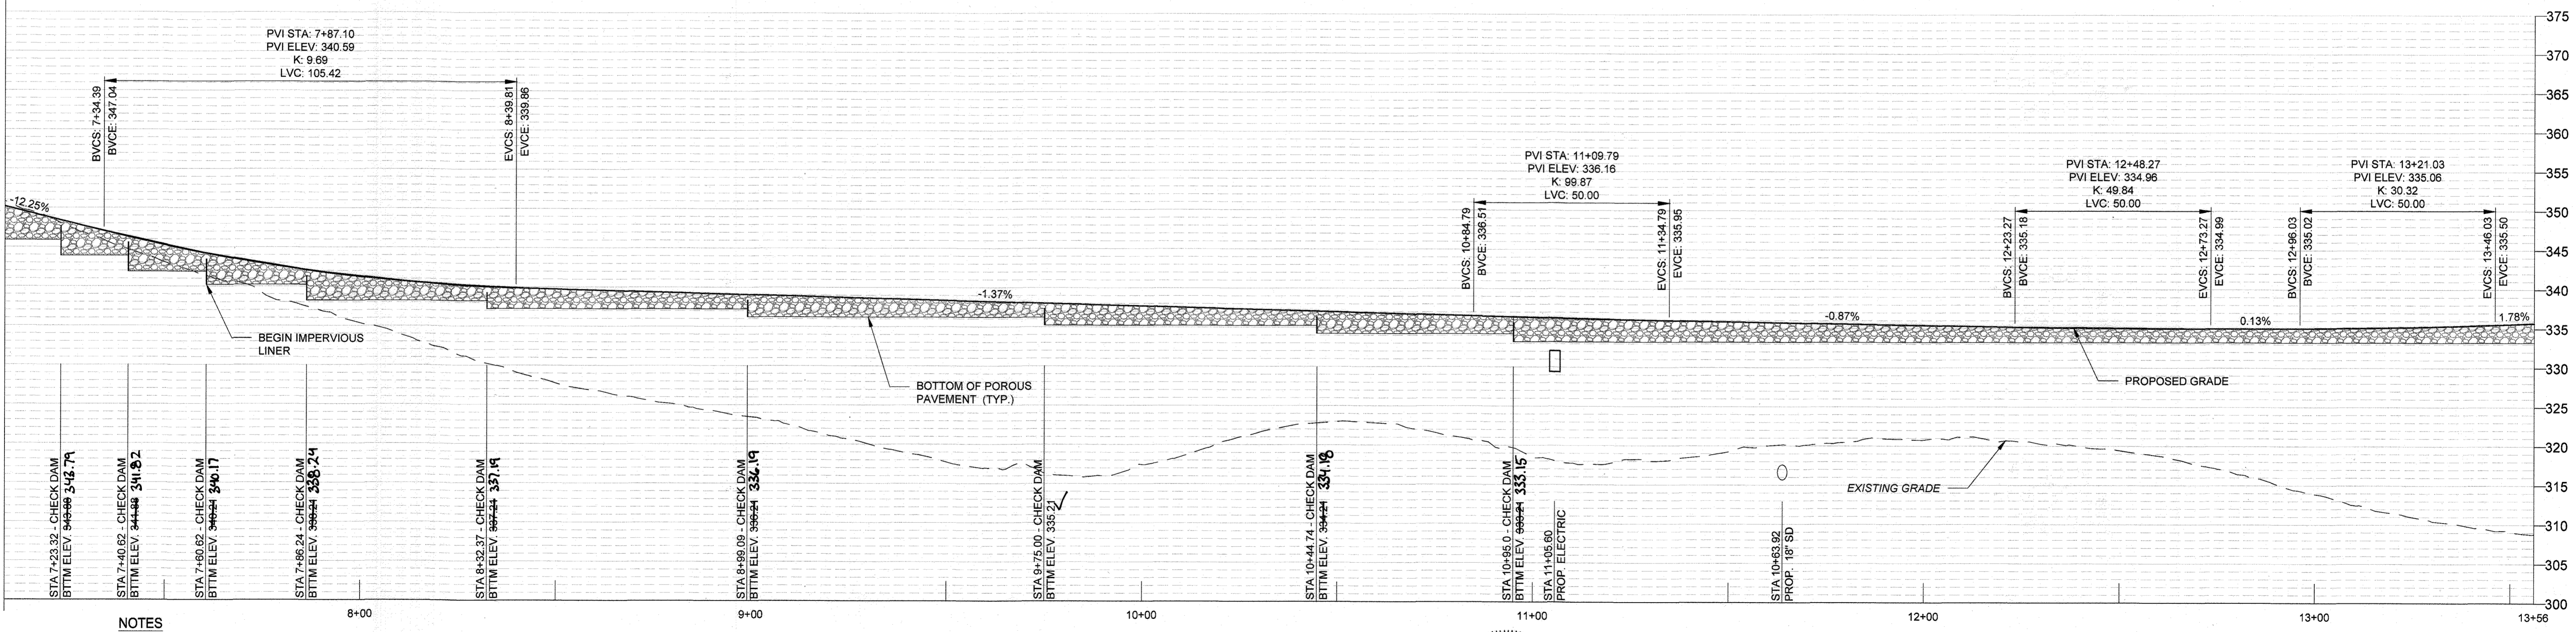 PVI STA: 7+87.10
PVI ELEV: 340.59
K: 9.69
LVC: 105.42
BVCS: 7+34.39
BVCE: 347.04
EVCS: 8+39.81
EVCE: 339.86
PVI STA: 11+09.79
PVI ELEV: 336.16
K: 99.87
LVC: 50.00
BVCS: 10+84.79
BVCE: 336.51
EVCS: 11+34.79
EVCE: 335.95
PVI STA: 12+48.27
PVI ELEV: 334.96
K: 49.84
LVC: 50.00
BVCS: 12+23.27
BVCE: 335.18
EVCS: 12+73.27
EVCE: 334.99
PVI STA: 13+21.03
PVI ELEV: 335.06
K: 30.32
LVC: 50.00
BVCS: 12+96.03
BVCE: 335.02
EVCS: 13+46.03
EVCE: 335.50
375
370
365
360
355
350
345
340
335
330
325
320
315
310
305
300
-12.25%
-1.37%
-0.87%
0.13%
1.78%
BEGIN IMPERVIOUS
LINER
BOTTOM OF POROUS
PAVEMENT (TYP.)
PROPOSED GRADE
EXISTING GRADE
STA 7+23.32 - CHECK DAM
BTTM ELEV.
STA 7+40.62 - CHECK DAM
BTTM ELEV. 341.88 341.82
STA 7+60.62 - CHECK DAM
BTTM ELEV. 340.21 340.17
STA 7+86.24 - CHECK DAM
BTTM ELEV. 338.21 338.24
STA 8+32.37 - CHECK DAM
BTTM ELEV. 337.21 337.19
STA 8+99.09 - CHECK DAM
BTTM ELEV. 336.21 336.19
STA 9+75.00 - CHECK DAM
BTTM ELEV. 335.21 ✓
STA 10+44.74 - CHECK DAM
BTTM ELEV. 334.21 334.18
STA 10+95.0 - CHECK DAM
BTTM ELEV. 333.21 333.15
STA 11+05.60
PROP. ELECTRIC
STA 10+63.92
PROP. 18" SD
8+00
9+00
10+00
11+00
12+00
13+00
13+56
NOTES